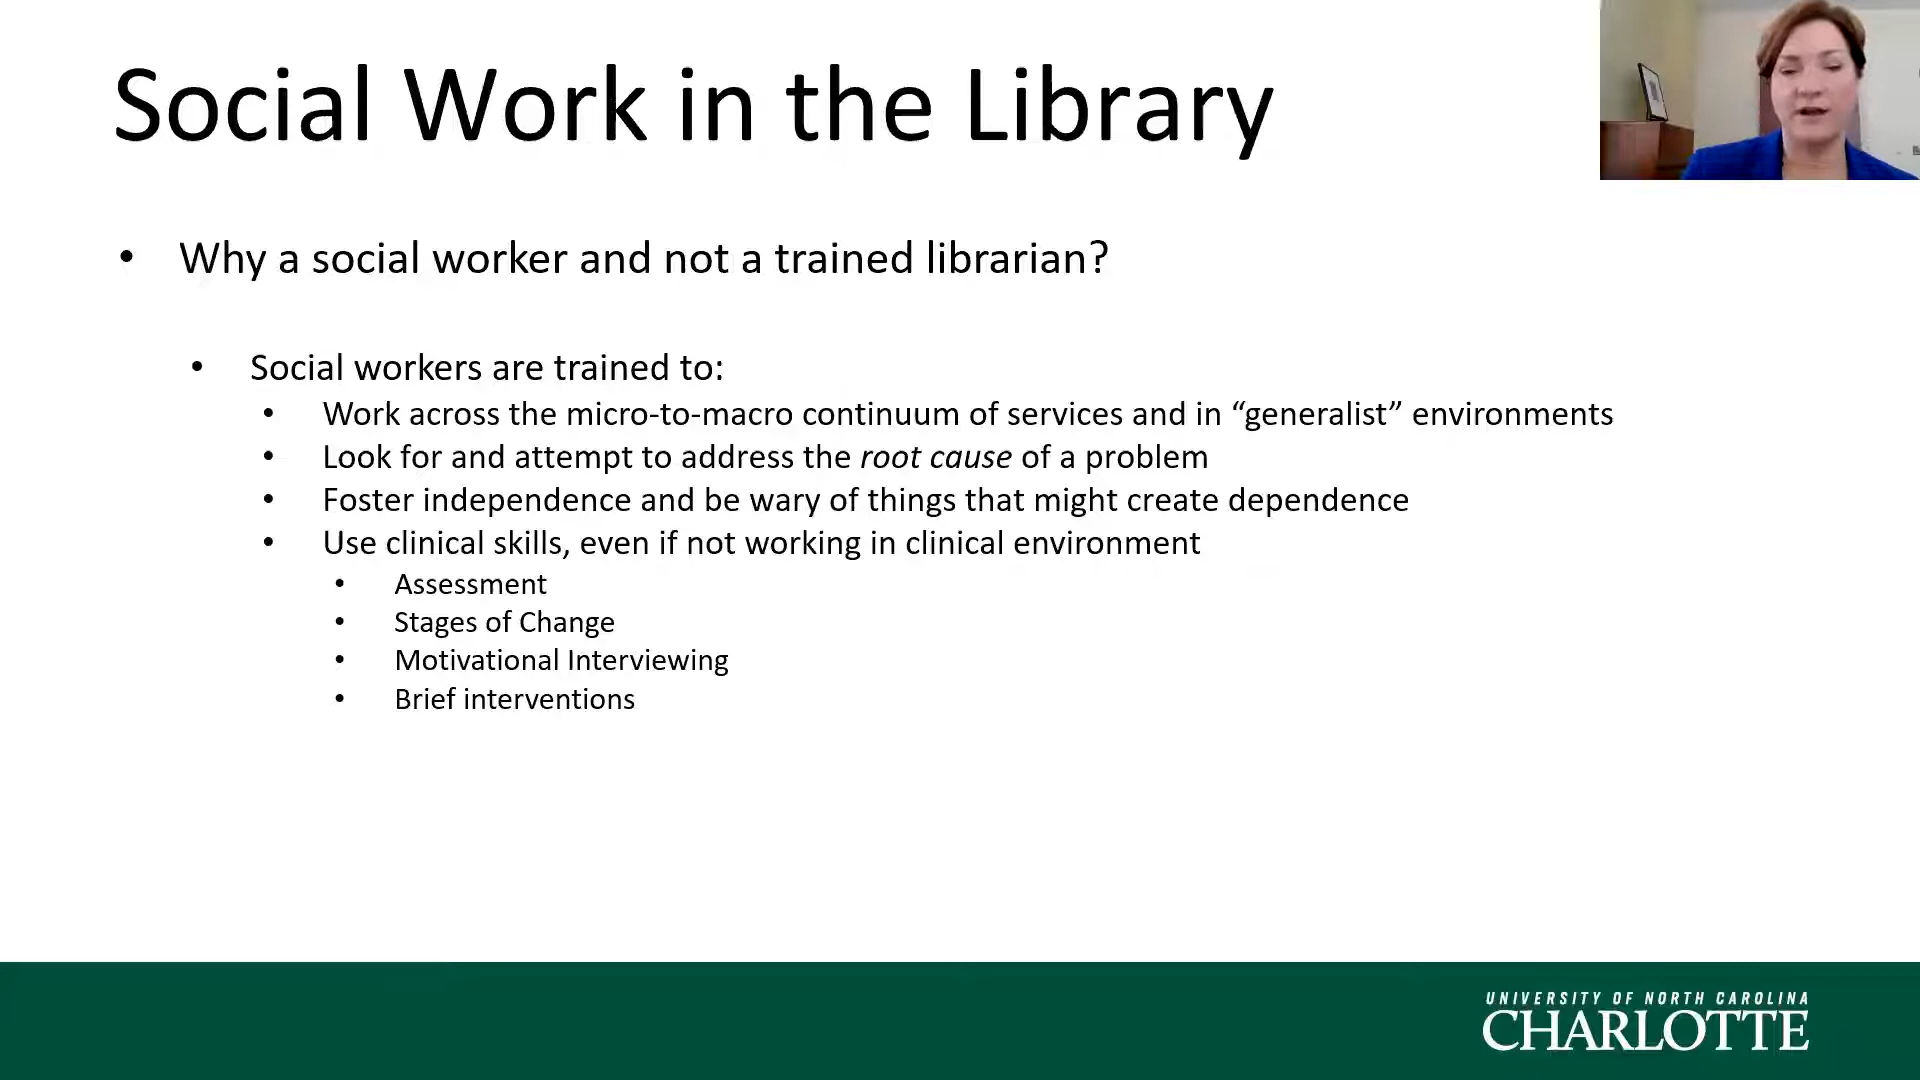 Social Work in the Library
• Why a social worker and not a trained librarian?
• Social workers are trained to:
• Work across the micro-to-macro continuum of services and in “generalist” environments
• Look for and attempt to address the root cause of a problem
• Foster independence and be wary of things that might create dependence
• Use clinical skills, even if not working in clinical environment
• Assessment
• Stages of Change
• Motivational Interviewing
• Brief interventions
UNIVERSITY OF NORTH CAROLINA
CHARLOTTE